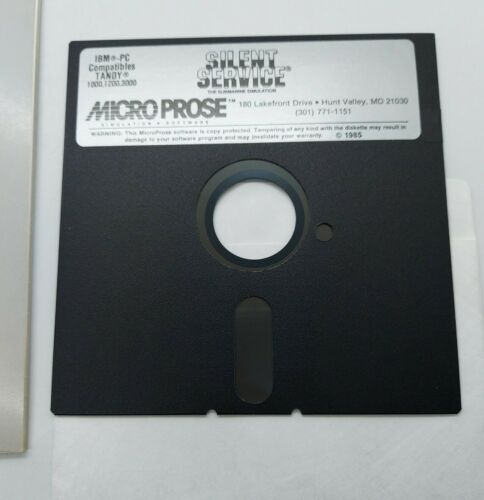 IBM®-PC
Compatibles
TANDY®
1000,1200,3000
SILENT
SERVICE®
THE SUBMARINE SIMULATION
MICROPROSE™
SIMULATION • SOFTWARE
180 Lakefront Drive • Hunt Valley, MD 21030
(301) 771-1151
WARNING: This MicroProse software is copy protected. Tampering of any kind with the diskette may result in
damage to your software program and may invalidate your warranty. © 1985